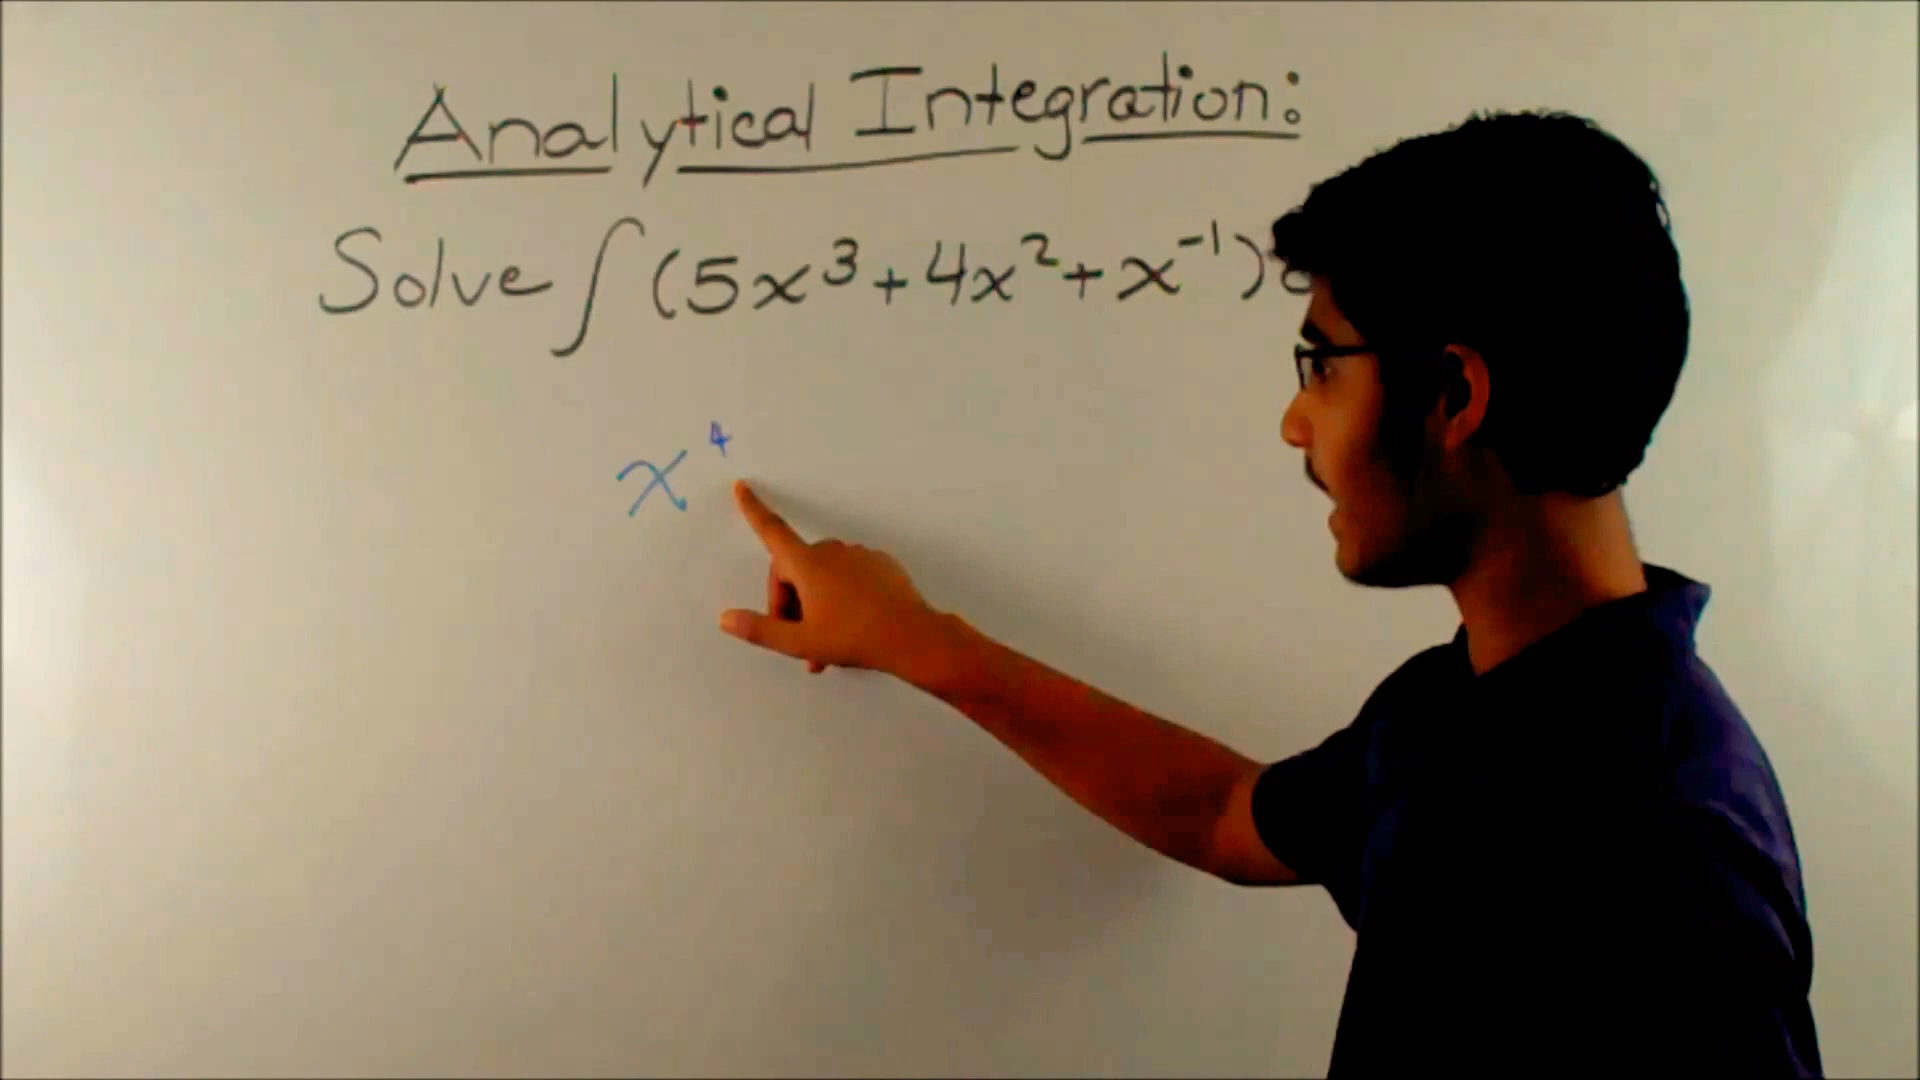 Analytical Integration:
Solve ∫(5x³+4x²+x⁻¹)
x⁴